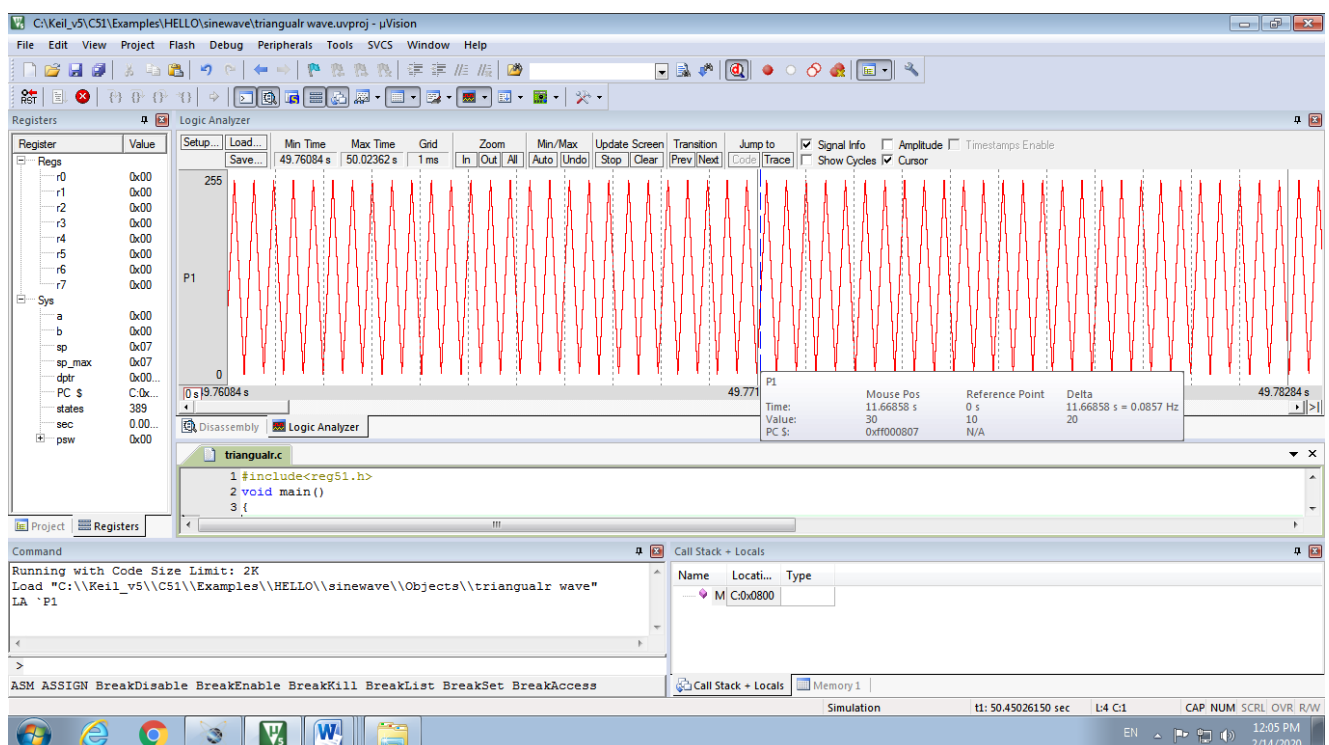 C:\Keil_v5\C51\Examples\HELLO\sinewave\triangualr wave.uvproj - µVision
File Edit View Project Flash Debug Peripherals Tools SVCS Window Help
RST
Registers
Register Value
Regs
r0 0x00
r1 0x00
r2 0x00
r3 0x00
r4 0x00
r5 0x00
r6 0x00
r7 0x00
Sys
a 0x00
b 0x00
sp 0x07
sp_max 0x07
dptr 0x00...
PC $ C:0x...
states 389
sec 0.00...
psw 0x00
Project Registers
Logic Analyzer
Setup... Load... Min Time Max Time Grid Zoom Min/Max Update Screen Transition Jump to Signal Info Amplitude Timestamps Enable
Save... 49.76084 s 50.02362 s 1 ms In Out All Auto Undo Stop Clear Prev Next Code Trace Show Cycles Cursor
255
P1
0
0 s 9.76084 s 49.771 49.78284 s
P1
Mouse Pos Reference Point Delta
Time: 11.66858 s 0 s 11.66858 s = 0.0857 Hz
Value: 30 10 20
PC $: 0xff000807 N/A
Disassembly Logic Analyzer
triangualr.c
1 #include<reg51.h>
2 void main()
3 {
Command
Running with Code Size Limit: 2K
Load "C:\\Keil_v5\\C51\\Examples\\HELLO\\sinewave\\Objects\\triangualr wave"
LA `P1
>
ASM ASSIGN BreakDisable BreakEnable BreakKill BreakList BreakSet BreakAccess
Call Stack + Locals
Name Locati... Type
M C:0x0800
Call Stack + Locals Memory 1
Simulation t1: 50.45026150 sec L:4 C:1 CAP NUM SCRL OVR R/W
EN 12:05 PM
2/14/2020